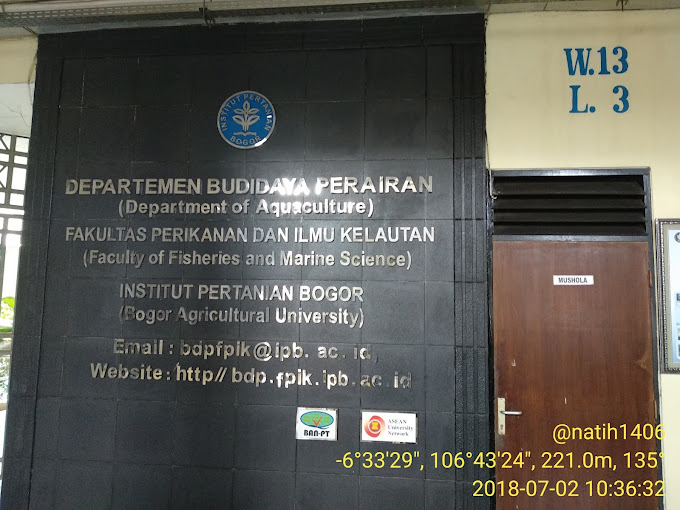 INSTITUT PERTANIAN
BOGOR
DEPARTEMEN BUDIDAYA PERAIRAN
(Department of Aquaculture)
FAKULTAS PERIKANAN DAN ILMU KELAUTAN
(Faculty of Fisheries and Marine Science)
INSTITUT PERTANIAN BOGOR
(Bogor Agricultural University)
Email : bdpfpik@ipb. ac. id,
Website : http// bdp.fpik.ipb.ac.id
BAN-PT
ASEAN
University
Network
W.13
L. 3
MUSHOLA
@natih1406
-6°33'29", 106°43'24", 221.0m, 135°
2018-07-02 10:36:32